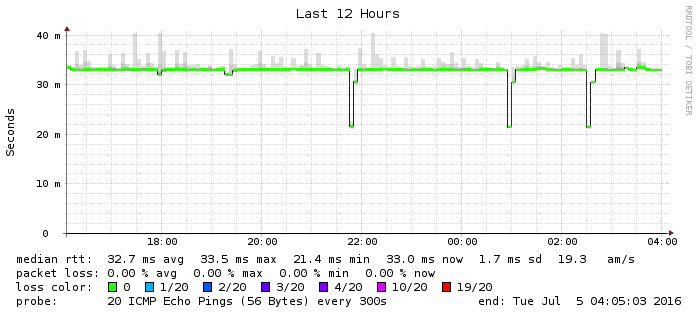 Last 12 Hours
RRDTOOL / TOBI OETIKER
Seconds
40 m
30 m
20 m
10 m
0
18:00 20:00 22:00 00:00 02:00 04:00
median rtt: 32.7 ms avg 33.5 ms max 21.4 ms min 33.0 ms now 1.7 ms sd 19.3 am/s
packet loss: 0.00 % avg 0.00 % max 0.00 % min 0.00 % now
loss color: 0 1/20 2/20 3/20 4/20 10/20 19/20
probe: 20 ICMP Echo Pings (56 Bytes) every 300s end: Tue Jul 5 04:05:03 2016